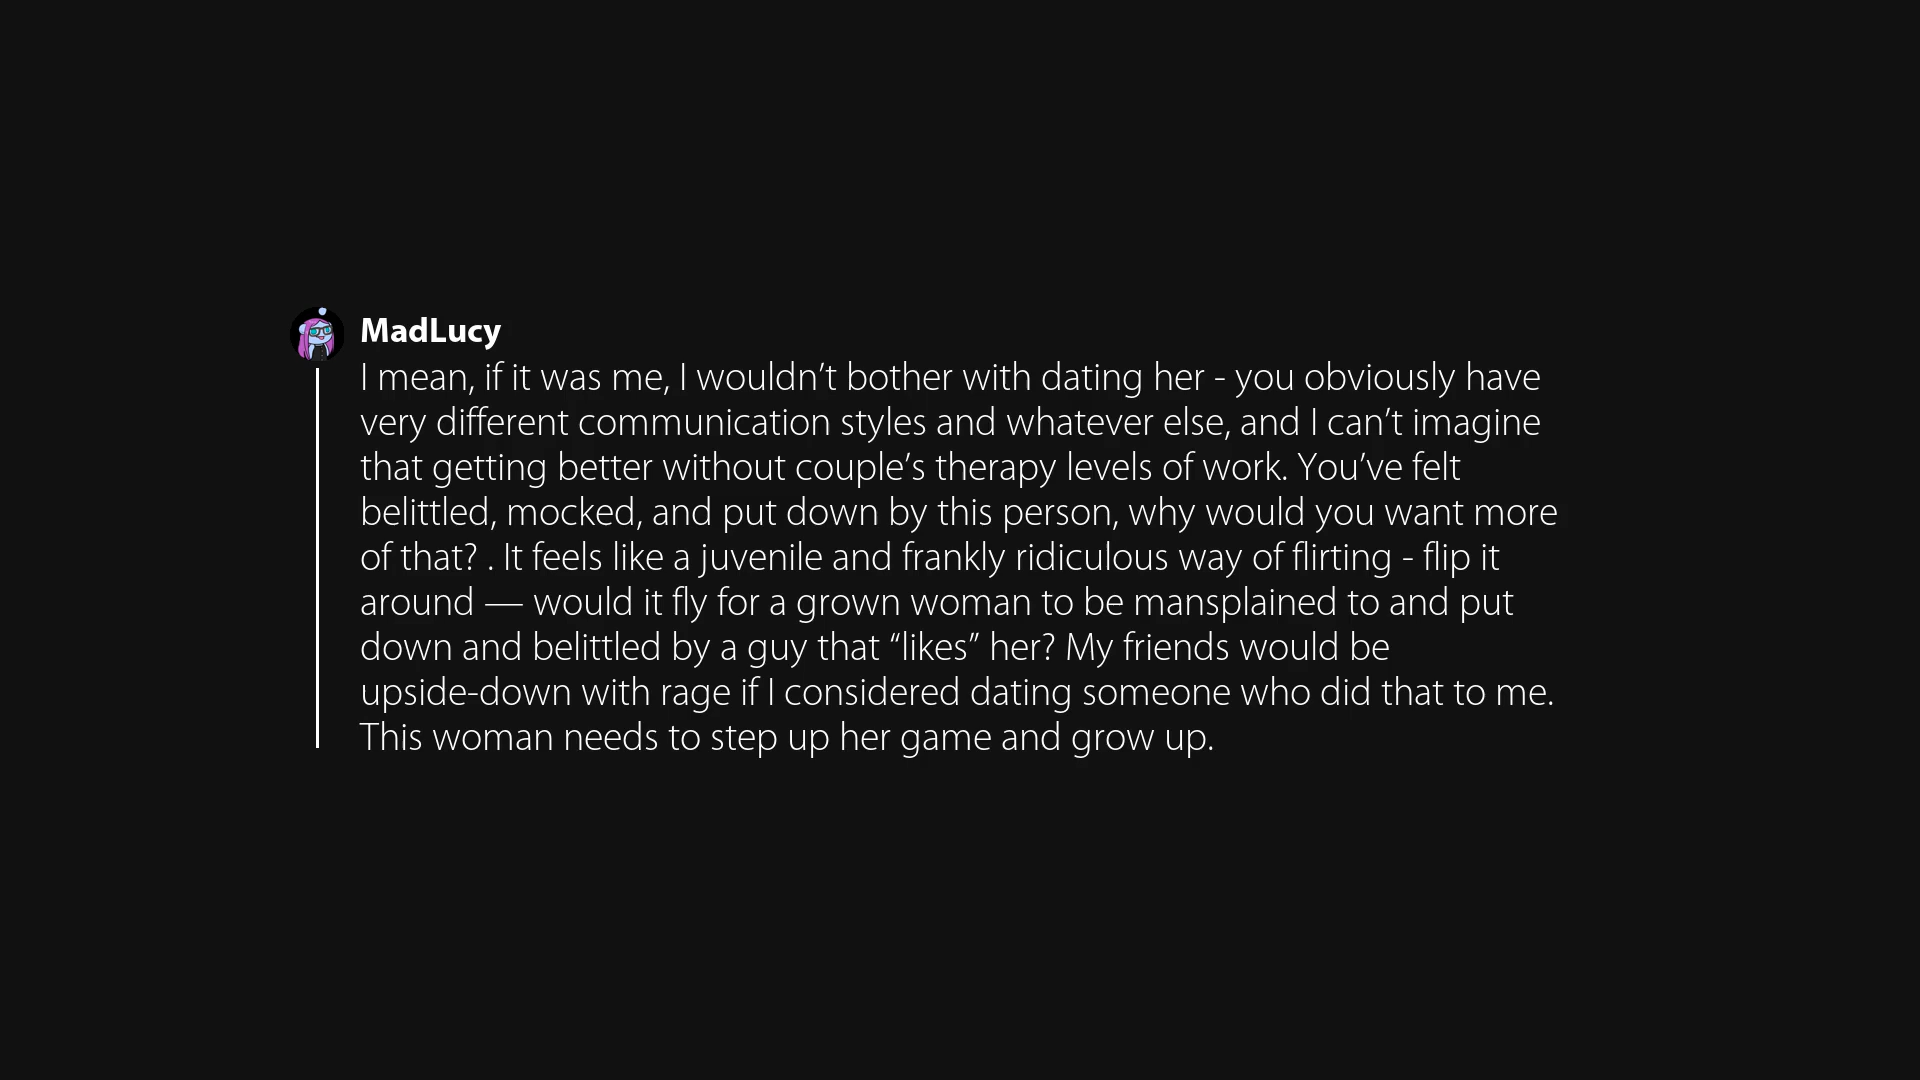 MadLucy
I mean, if it was me, I wouldn’t bother with dating her - you obviously have
very different communication styles and whatever else, and I can’t imagine
that getting better without couple’s therapy levels of work. You’ve felt
belittled, mocked, and put down by this person, why would you want more
of that? . It feels like a juvenile and frankly ridiculous way of flirting - flip it
around — would it fly for a grown woman to be mansplained to and put
down and belittled by a guy that “likes” her? My friends would be
upside-down with rage if I considered dating someone who did that to me.
This woman needs to step up her game and grow up.